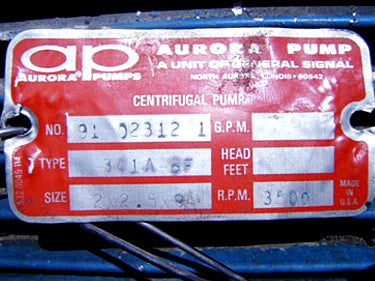 ap AURORA PUMP
AURORA PUMPS A UNIT OF GENERAL SIGNAL
NORTH AURORA, ILLINOIS · 60542
CENTRIFUGAL PUMP
NO. 91 02312 1 G.P.M.
TYPE 341A BF HEAD FEET
SIZE R.P.M. 3500
MADE IN U.S.A.